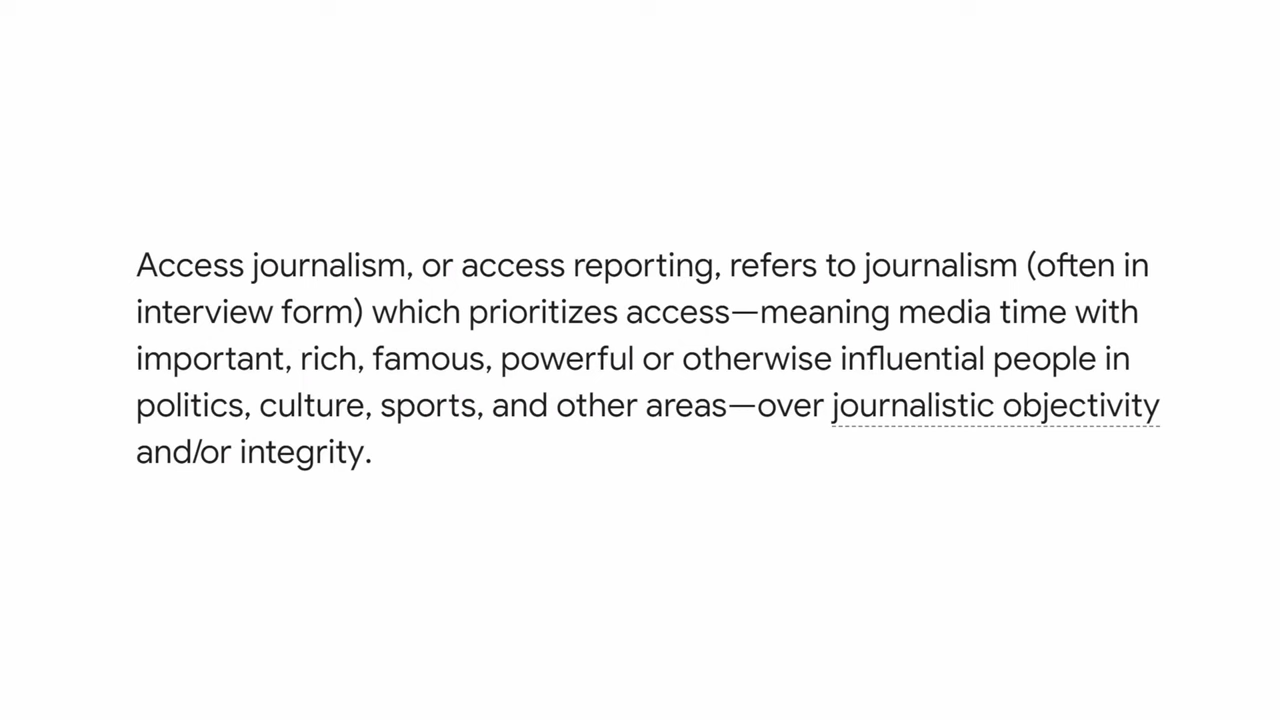 Access journalism, or access reporting, refers to journalism (often in
interview form) which prioritizes access—meaning media time with
important, rich, famous, powerful or otherwise influential people in
politics, culture, sports, and other areas—over journalistic objectivity
and/or integrity.